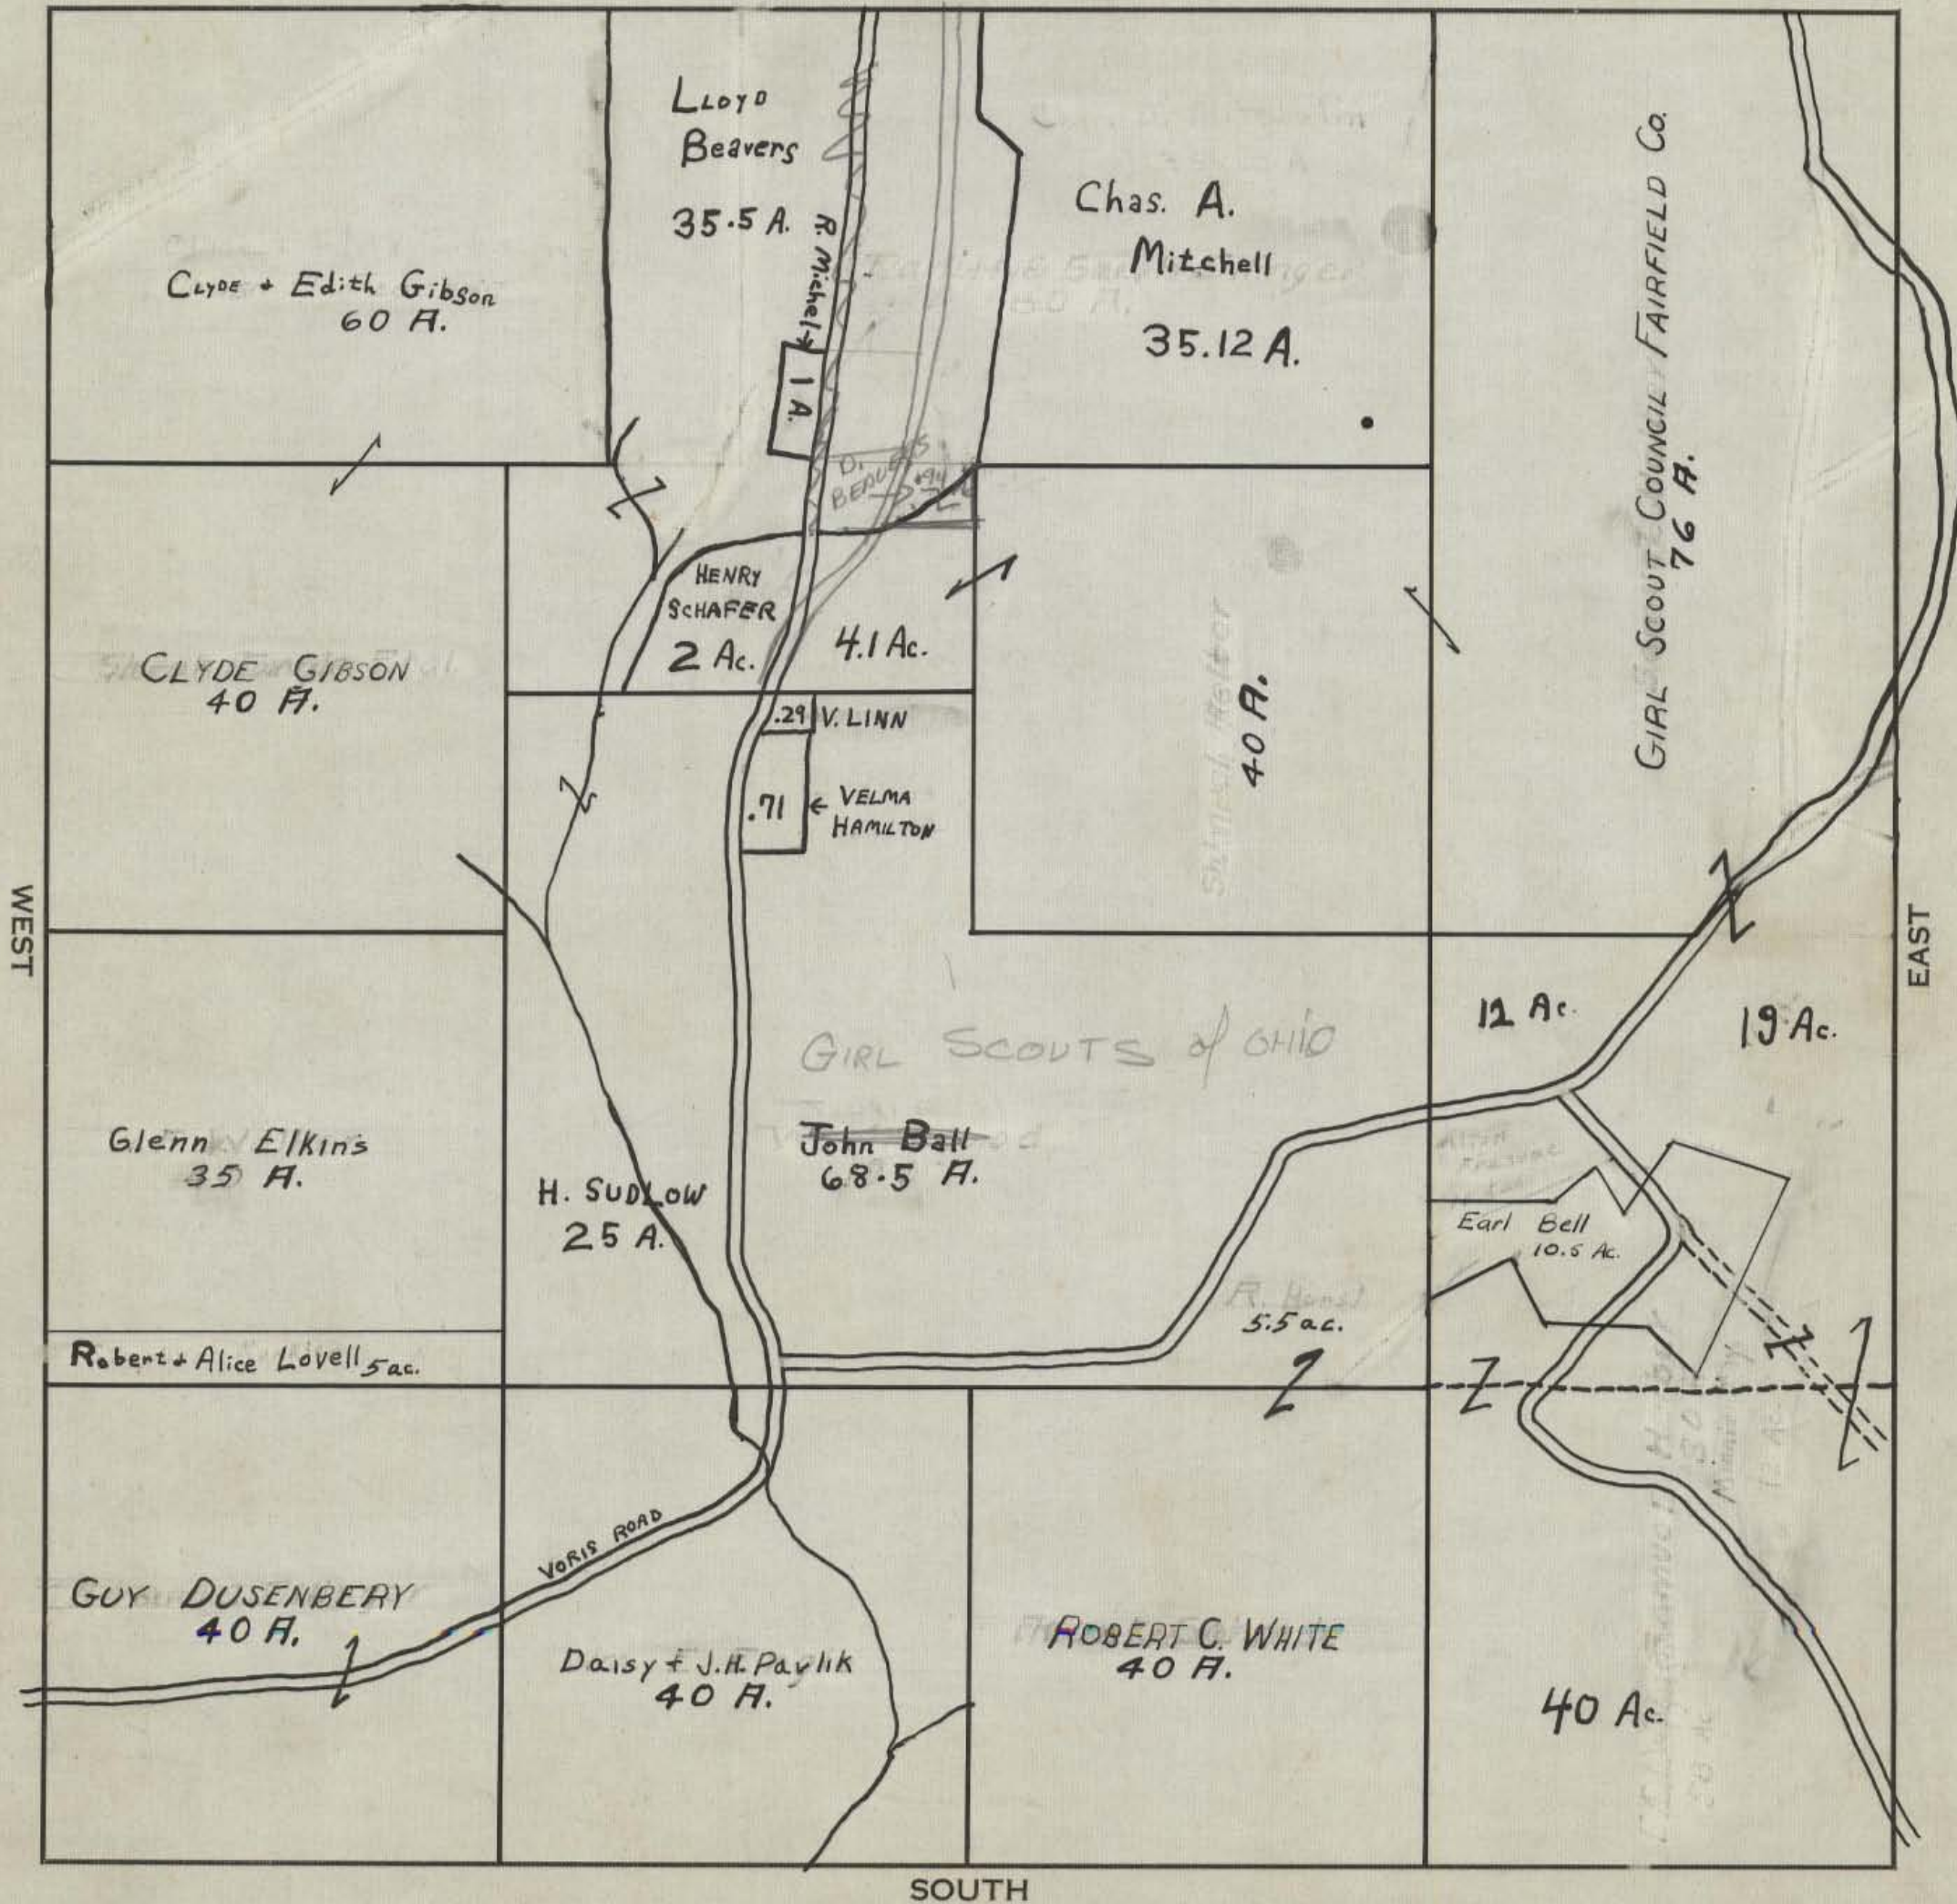 LLOYD
Beavers
35.5 A.
R. Michel
1 A.
Clyde + Edith Gibson
60 A.
Chas. A.
Mitchell
35.12 A.
GIRL SCOUT COUNCIL FAIRFIELD Co.
76 A.
D.
BEAVERS
HENRY
SCHAFER
2 Ac.
4.1 Ac.
CLYDE GIBSON
40 A.
.29 V. LINN
.71 ← VELMA
HAMILTON
40 A.
WEST
EAST
12 Ac.
19 Ac.
GIRL SCOUTS of OHIO
John Ball
68.5 A.
Glenn Elkins
35 A.
H. SUDLOW
25 A.
Earl Bell
10.5 Ac.
5.5 ac.
Robert + Alice Lovell 5 ac.
VORIS ROAD
GUY DUSENBERY
40 A.
Daisy + J.H. Pavlik
40 A.
ROBERT C. WHITE
40 A.
40 Ac.
SOUTH